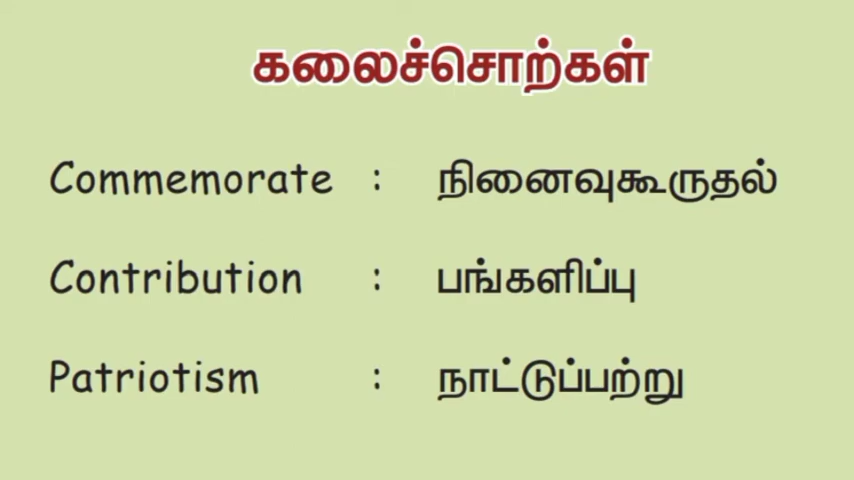 கலைச்சொற்கள்
Commemorate : நினைவுகூருதல்
Contribution : பங்களிப்பு
Patriotism : நாட்டுப்பற்று